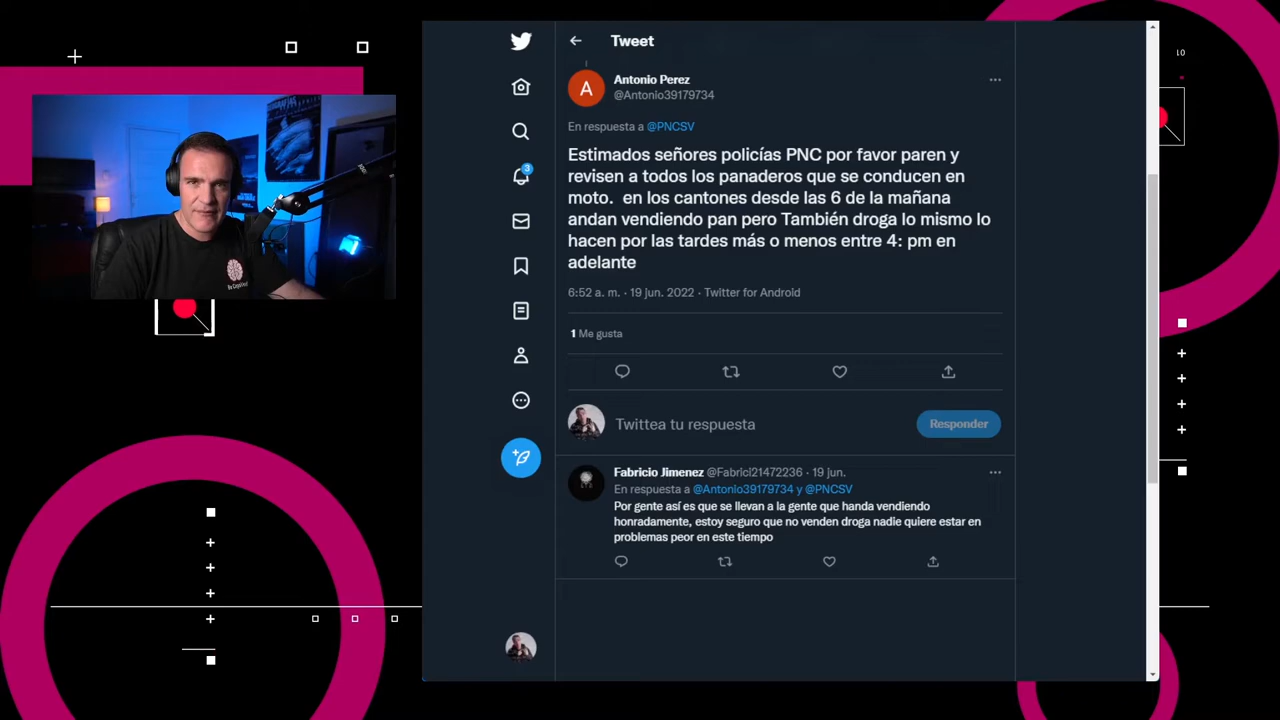 Tweet
Antonio Perez
@Antonio39179734
En respuesta a @PNCSV
Estimados señores policías PNC por favor paren y
revisen a todos los panaderos que se conducen en
moto.  en los cantones desde las 6 de la mañana
andan vendiendo pan pero También droga lo mismo lo
hacen por las tardes más o menos entre 4: pm en
adelante
6:52 a. m. · 19 jun. 2022 · Twitter for Android
1 Me gusta
Twittea tu respuesta
Responder
Fabricio Jimenez @Fabrici21472236 · 19 jun.
En respuesta a @Antonio39179734 y @PNCSV
Por gente así es que se llevan a la gente que handa vendiendo
honradamente, estoy seguro que no venden droga nadie quiere estar en
problemas peor en este tiempo
A
3
10